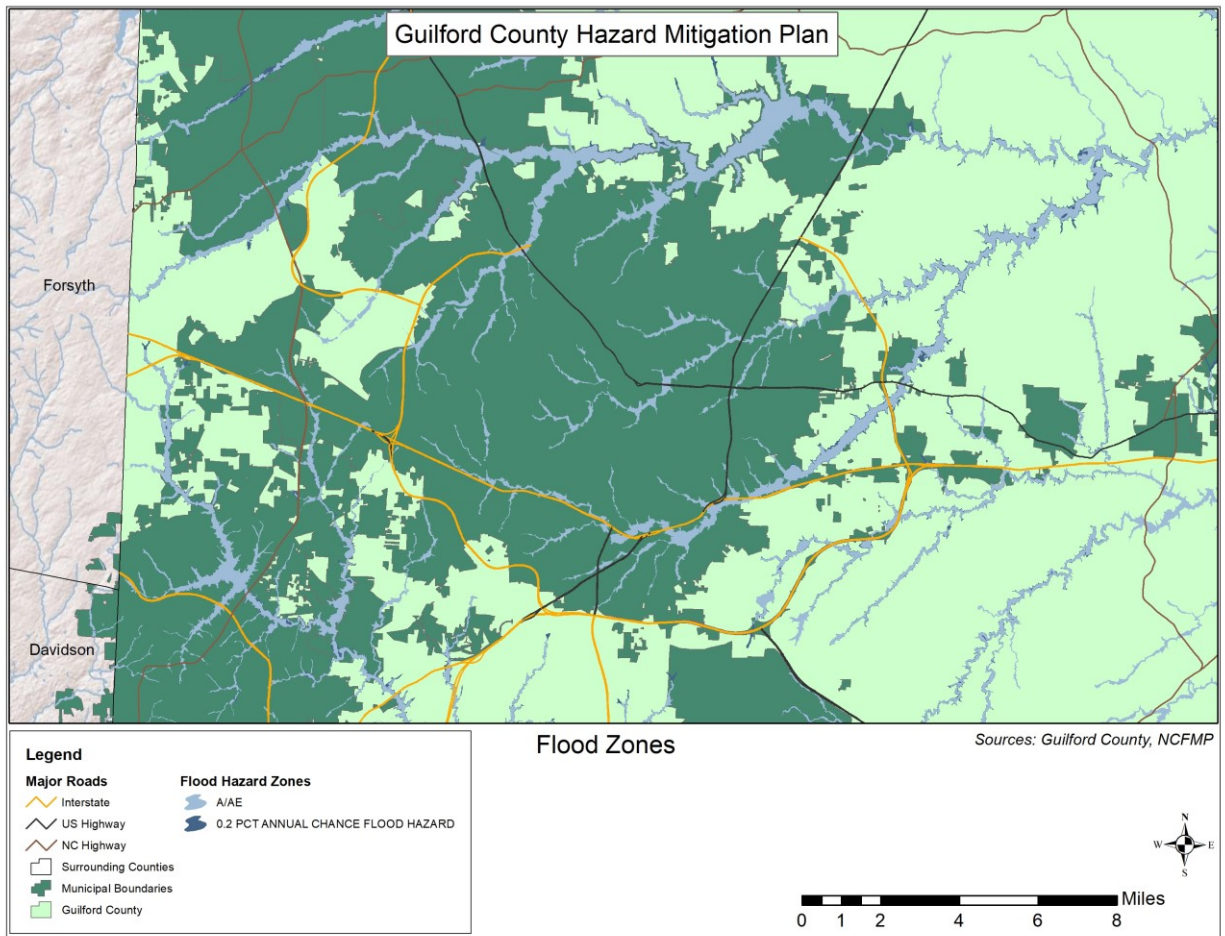 Guilford County Hazard Mitigation Plan
Forsyth
Davidson
Flood Zones
Sources: Guilford County, NCFMP
Legend
Major Roads
Interstate
US Highway
NC Highway
Surrounding Counties
Municipal Boundaries
Guilford County
Flood Hazard Zones
A/AE
0.2 PCT ANNUAL CHANCE FLOOD HAZARD
N
W E
S
Miles
0 1 2 4 6 8